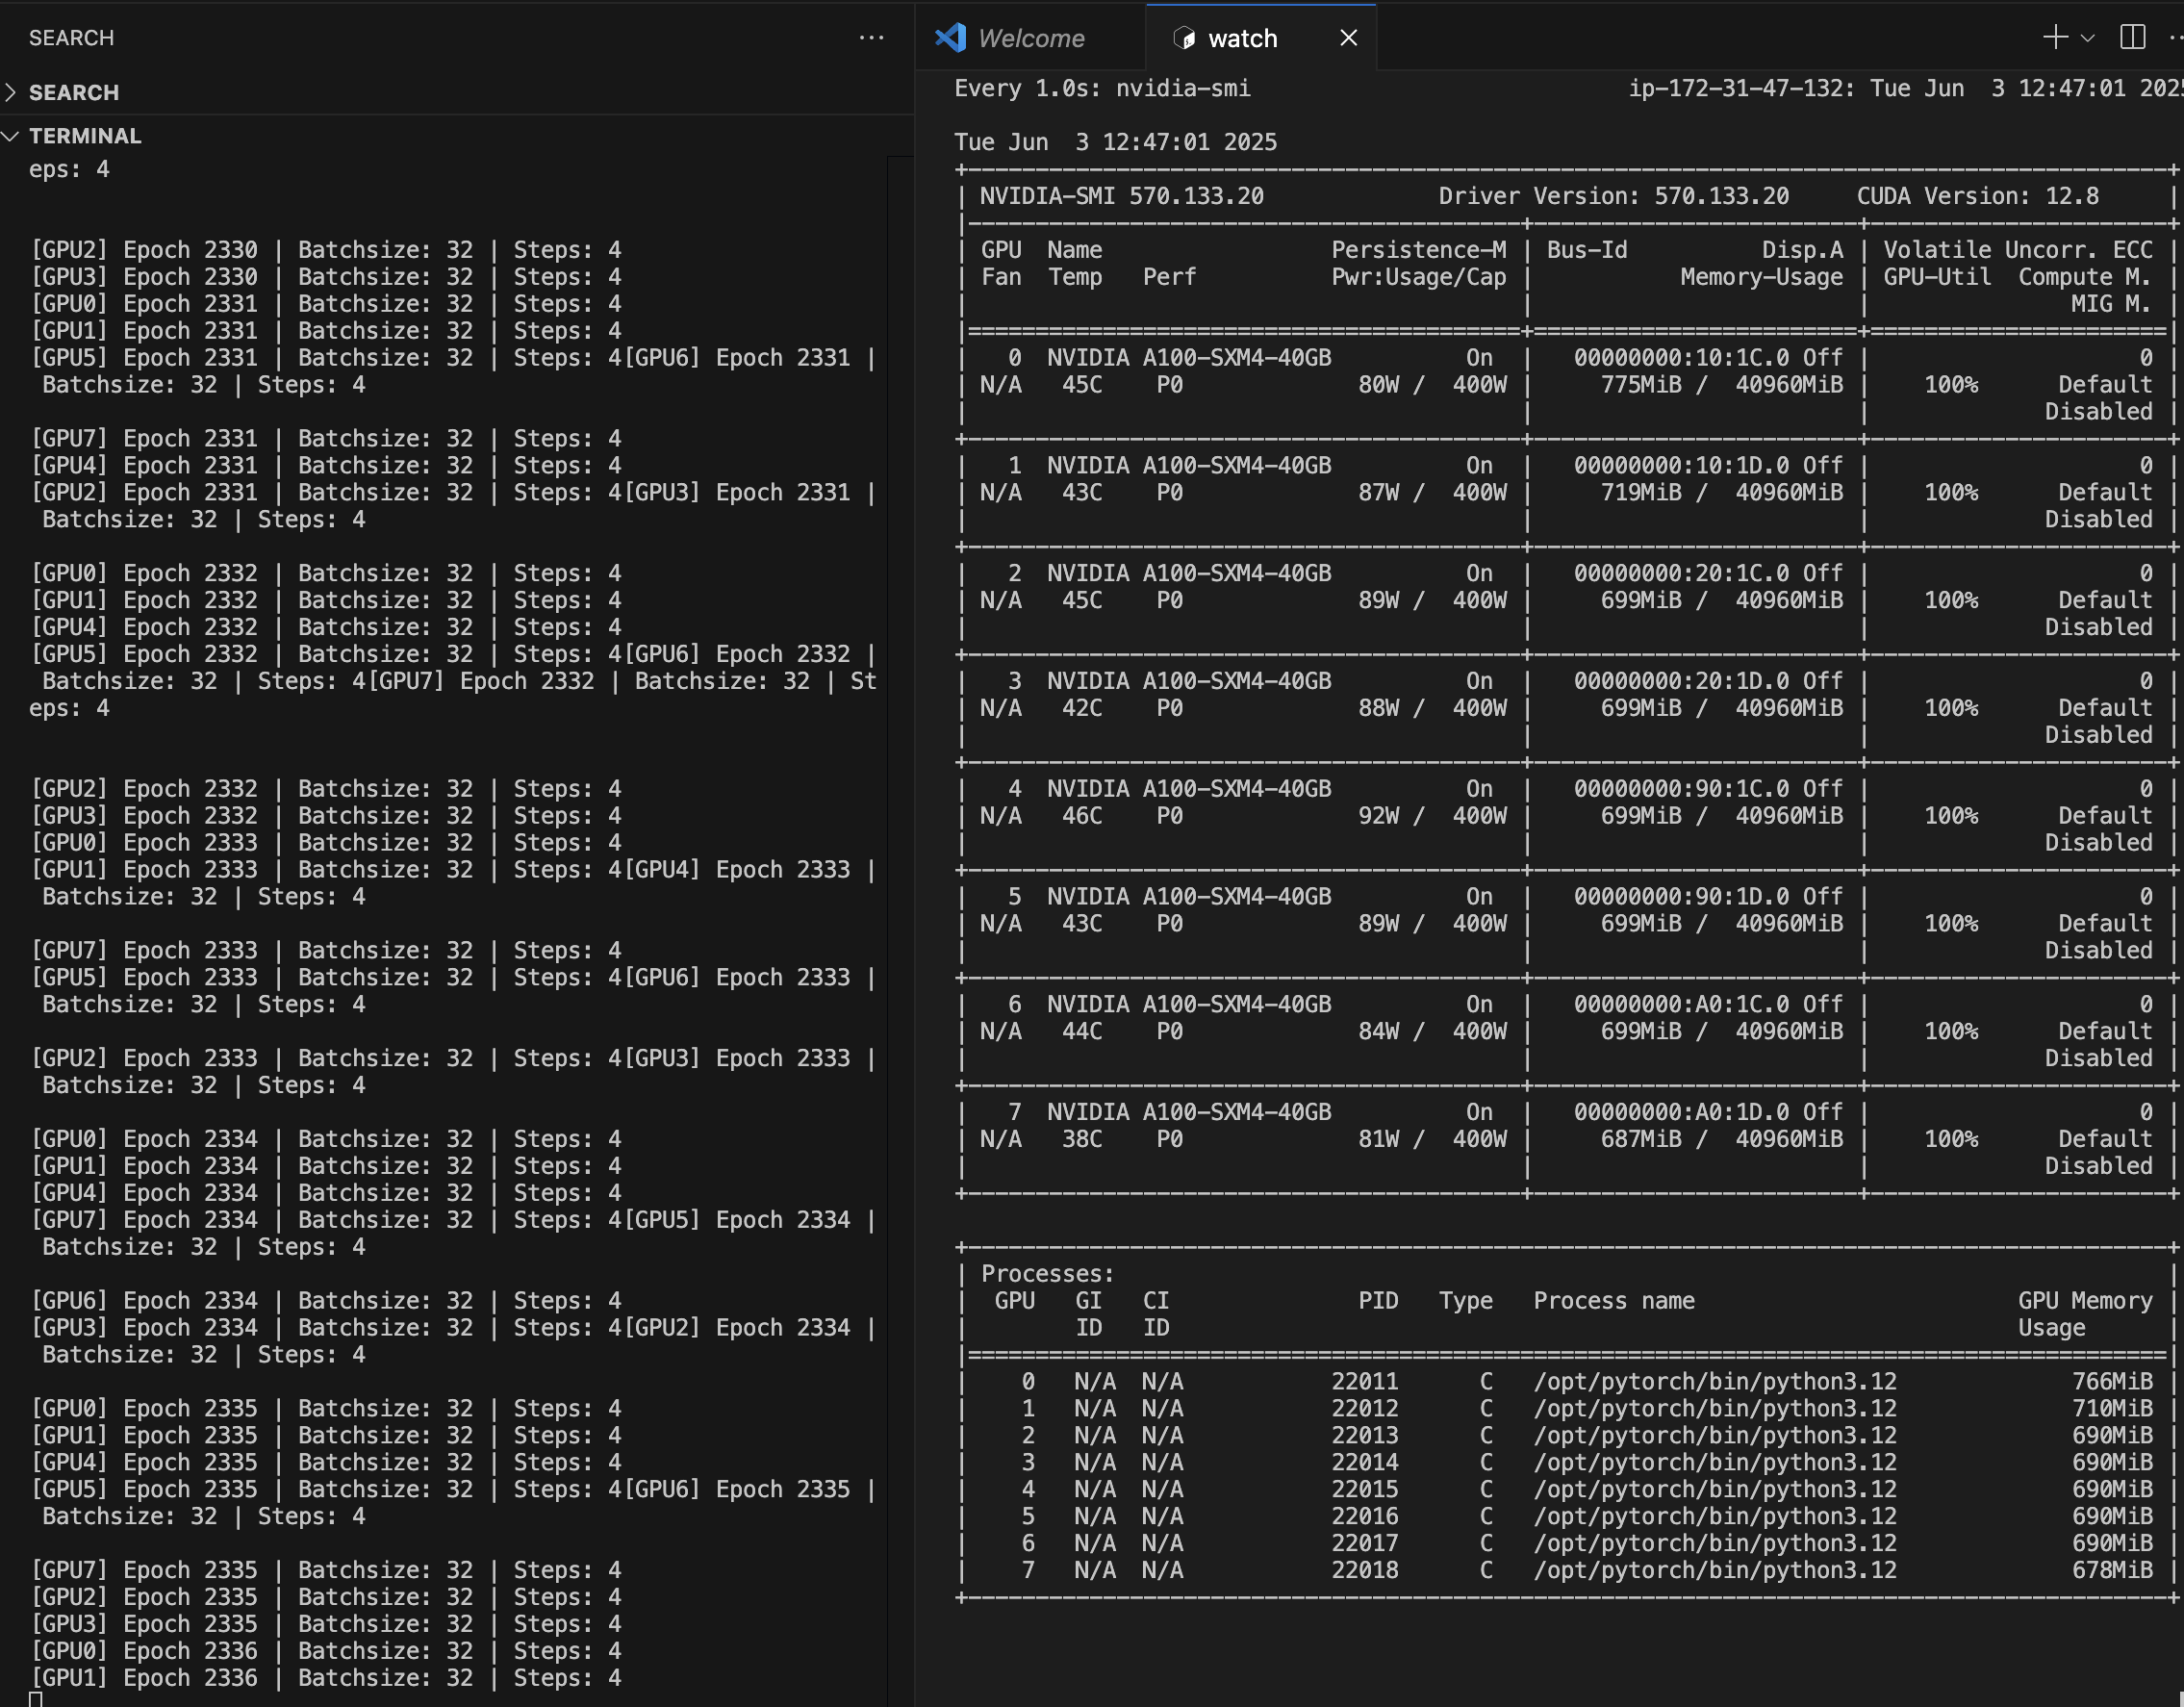 SEARCH
SEARCH
TERMINAL
eps: 4
[GPU2] Epoch 2330 | Batchsize: 32 | Steps: 4
[GPU3] Epoch 2330 | Batchsize: 32 | Steps: 4
[GPU0] Epoch 2331 | Batchsize: 32 | Steps: 4
[GPU1] Epoch 2331 | Batchsize: 32 | Steps: 4
[GPU5] Epoch 2331 | Batchsize: 32 | Steps: 4[GPU6] Epoch 2331 |
Batchsize: 32 | Steps: 4
[GPU7] Epoch 2331 | Batchsize: 32 | Steps: 4
[GPU4] Epoch 2331 | Batchsize: 32 | Steps: 4
[GPU2] Epoch 2331 | Batchsize: 32 | Steps: 4[GPU3] Epoch 2331 |
Batchsize: 32 | Steps: 4
[GPU0] Epoch 2332 | Batchsize: 32 | Steps: 4
[GPU1] Epoch 2332 | Batchsize: 32 | Steps: 4
[GPU4] Epoch 2332 | Batchsize: 32 | Steps: 4
[GPU5] Epoch 2332 | Batchsize: 32 | Steps: 4[GPU6] Epoch 2332 |
Batchsize: 32 | Steps: 4[GPU7] Epoch 2332 | Batchsize: 32 | St
eps: 4
[GPU2] Epoch 2332 | Batchsize: 32 | Steps: 4
[GPU3] Epoch 2332 | Batchsize: 32 | Steps: 4
[GPU0] Epoch 2333 | Batchsize: 32 | Steps: 4
[GPU1] Epoch 2333 | Batchsize: 32 | Steps: 4[GPU4] Epoch 2333 |
Batchsize: 32 | Steps: 4
[GPU7] Epoch 2333 | Batchsize: 32 | Steps: 4
[GPU5] Epoch 2333 | Batchsize: 32 | Steps: 4[GPU6] Epoch 2333 |
Batchsize: 32 | Steps: 4
[GPU2] Epoch 2333 | Batchsize: 32 | Steps: 4[GPU3] Epoch 2333 |
Batchsize: 32 | Steps: 4
[GPU0] Epoch 2334 | Batchsize: 32 | Steps: 4
[GPU1] Epoch 2334 | Batchsize: 32 | Steps: 4
[GPU4] Epoch 2334 | Batchsize: 32 | Steps: 4
[GPU7] Epoch 2334 | Batchsize: 32 | Steps: 4[GPU5] Epoch 2334 |
Batchsize: 32 | Steps: 4
[GPU6] Epoch 2334 | Batchsize: 32 | Steps: 4
[GPU3] Epoch 2334 | Batchsize: 32 | Steps: 4[GPU2] Epoch 2334 |
Batchsize: 32 | Steps: 4
[GPU0] Epoch 2335 | Batchsize: 32 | Steps: 4
[GPU1] Epoch 2335 | Batchsize: 32 | Steps: 4
[GPU4] Epoch 2335 | Batchsize: 32 | Steps: 4
[GPU5] Epoch 2335 | Batchsize: 32 | Steps: 4[GPU6] Epoch 2335 |
Batchsize: 32 | Steps: 4
[GPU7] Epoch 2335 | Batchsize: 32 | Steps: 4
[GPU2] Epoch 2335 | Batchsize: 32 | Steps: 4
[GPU3] Epoch 2335 | Batchsize: 32 | Steps: 4
[GPU0] Epoch 2336 | Batchsize: 32 | Steps: 4
[GPU1] Epoch 2336 | Batchsize: 32 | Steps: 4
Welcome watch
Every 1.0s: nvidia-smi ip-172-31-47-132: Tue Jun 3 12:47:01 2025
Tue Jun 3 12:47:01 2025
| NVIDIA-SMI 570.133.20 Driver Version: 570.133.20 CUDA Version: 12.8 |
| GPU Name Persistence-M | Bus-Id Disp.A | Volatile Uncorr. ECC |
| Fan Temp Perf Pwr:Usage/Cap | Memory-Usage | GPU-Util Compute M. |
| | | MIG M. |
| 0 NVIDIA A100-SXM4-40GB On | 00000000:10:1C.0 Off | 0 |
| N/A 45C P0 80W / 400W | 775MiB / 40960MiB | 100% Default |
| | | Disabled |
| 1 NVIDIA A100-SXM4-40GB On | 00000000:10:1D.0 Off | 0 |
| N/A 43C P0 87W / 400W | 719MiB / 40960MiB | 100% Default |
| | | Disabled |
| 2 NVIDIA A100-SXM4-40GB On | 00000000:20:1C.0 Off | 0 |
| N/A 45C P0 89W / 400W | 699MiB / 40960MiB | 100% Default |
| | | Disabled |
| 3 NVIDIA A100-SXM4-40GB On | 00000000:20:1D.0 Off | 0 |
| N/A 42C P0 88W / 400W | 699MiB / 40960MiB | 100% Default |
| | | Disabled |
| 4 NVIDIA A100-SXM4-40GB On | 00000000:90:1C.0 Off | 0 |
| N/A 46C P0 92W / 400W | 699MiB / 40960MiB | 100% Default |
| | | Disabled |
| 5 NVIDIA A100-SXM4-40GB On | 00000000:90:1D.0 Off | 0 |
| N/A 43C P0 89W / 400W | 699MiB / 40960MiB | 100% Default |
| | | Disabled |
| 6 NVIDIA A100-SXM4-40GB On | 00000000:A0:1C.0 Off | 0 |
| N/A 44C P0 84W / 400W | 699MiB / 40960MiB | 100% Default |
| | | Disabled |
| 7 NVIDIA A100-SXM4-40GB On | 00000000:A0:1D.0 Off | 0 |
| N/A 38C P0 81W / 400W | 687MiB / 40960MiB | 100% Default |
| | | Disabled |
| Processes: |
| GPU GI CI PID Type Process name GPU Memory |
| ID ID Usage |
| 0 N/A N/A 22011 C /opt/pytorch/bin/python3.12 766MiB |
| 1 N/A N/A 22012 C /opt/pytorch/bin/python3.12 710MiB |
| 2 N/A N/A 22013 C /opt/pytorch/bin/python3.12 690MiB |
| 3 N/A N/A 22014 C /opt/pytorch/bin/python3.12 690MiB |
| 4 N/A N/A 22015 C /opt/pytorch/bin/python3.12 690MiB |
| 5 N/A N/A 22016 C /opt/pytorch/bin/python3.12 690MiB |
| 6 N/A N/A 22017 C /opt/pytorch/bin/python3.12 690MiB |
| 7 N/A N/A 22018 C /opt/pytorch/bin/python3.12 678MiB |